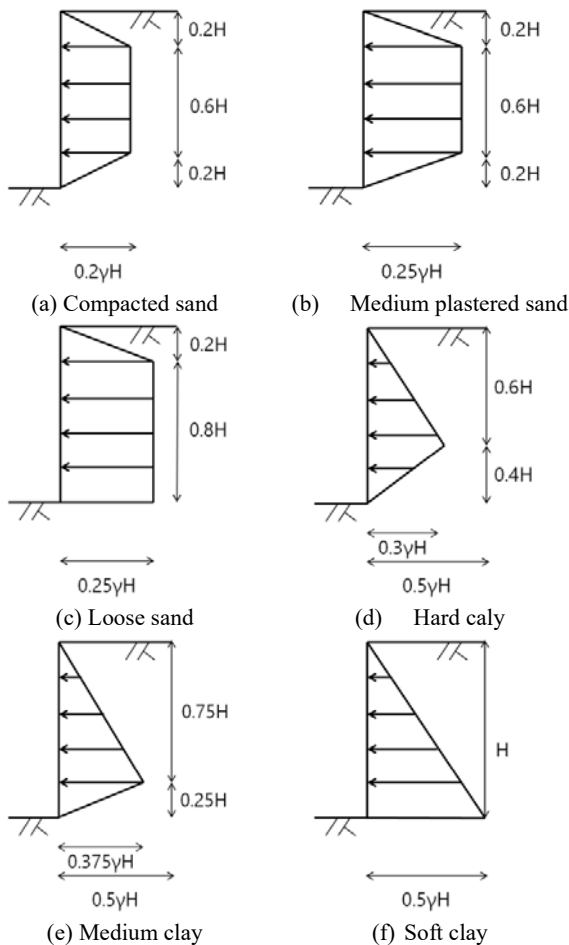 0.2H
0.6H
0.2H
0.2γH
(a) Compacted sand
0.2H
0.6H
0.2H
0.25γH
(b) Medium plastered sand
0.2H
0.8H
0.25γH
(c) Loose sand
0.6H
0.4H
0.3γH
0.5γH
(d) Hard caly
0.75H
0.25H
0.375γH
0.5γH
(e) Medium clay
H
0.5γH
(f) Soft clay